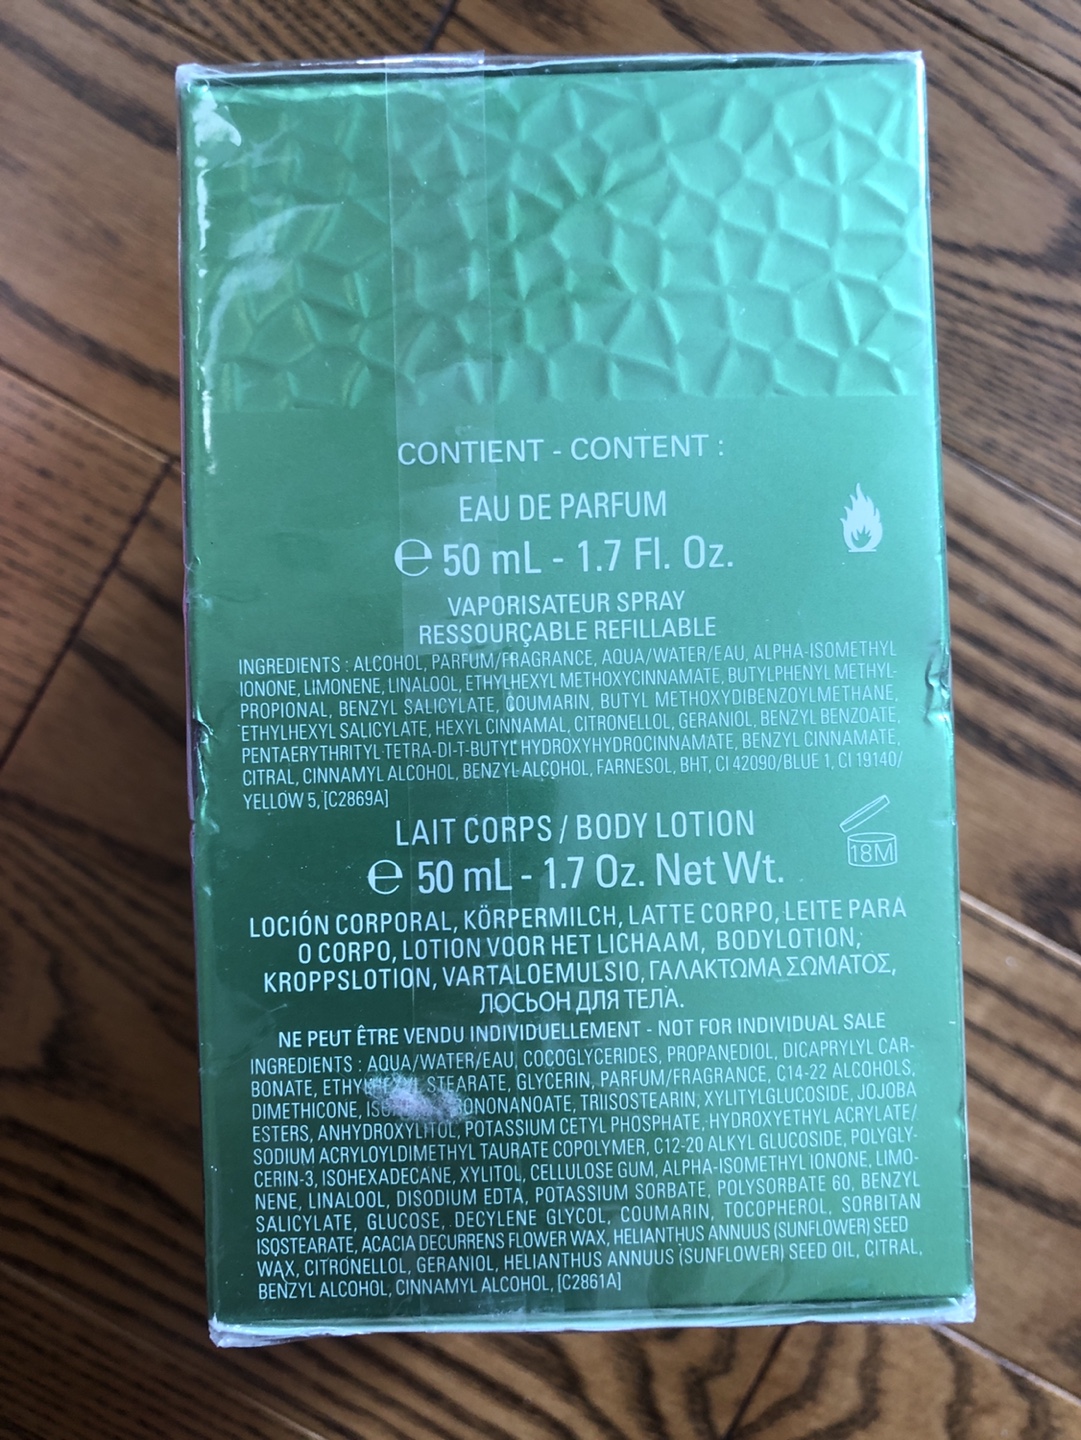 CONTIENT - CONTENT :
EAU DE PARFUM
℮ 50 mL - 1.7 Fl. Oz.
VAPORISATEUR SPRAY
RESSOURÇABLE REFILLABLE
INGREDIENTS : ALCOHOL, PARFUM/FRAGRANCE, AQUA/WATER/EAU, ALPHA-ISOMETHYL
IONONE, LIMONENE, LINALOOL, ETHYLHEXYL METHOXYCINNAMATE, BUTYLPHENYL METHYL-
PROPIONAL, BENZYL SALICYLATE, COUMARIN, BUTYL METHOXYDIBENZOYLMETHANE,
ETHYLHEXYL SALICYLATE, HEXYL CINNAMAL, CITRONELLOL, GERANIOL, BENZYL BENZOATE,
PENTAERYTHRITYL TETRA-DI-T-BUTYL HYDROXYHYDROCINNAMATE, BENZYL CINNAMATE,
CITRAL, CINNAMYL ALCOHOL, BENZYL ALCOHOL, FARNESOL, BHT, CI 42090/BLUE 1, CI 19140/
YELLOW 5, [C2869A]
LAIT CORPS / BODY LOTION
18M
℮ 50 mL - 1.7 Oz. Net Wt.
LOCIÓN CORPORAL, KÖRPERMILCH, LATTE CORPO, LEITE PARA
O CORPO, LOTION VOOR HET LICHAAM, BODYLOTION,
KROPPSLOTION, VARTALOEMULSIO, ΓΑΛΑΚΤΩΜΑ ΣΩΜΑΤΟΣ,
ЛОСЬОН ДЛЯ ТЕЛА.
NE PEUT ÊTRE VENDU INDIVIDUELLEMENT - NOT FOR INDIVIDUAL SALE
INGREDIENTS : AQUA/WATER/EAU, COCOGLYCERIDES, PROPANEDIOL, DICAPRYLYL CAR-
BONATE, STEARATE, GLYCERIN, PARFUM/FRAGRANCE, C14-22 ALCOHOLS,
DIMETHICONE, TRIISOSTEARIN, XYLITYLGLUCOSIDE, JOJOBA
ESTERS, ANHYDROXYLITOL, POTASSIUM CETYL PHOSPHATE, HYDROXYETHYL ACRYLATE/
SODIUM ACRYLOYLDIMETHYL TAURATE COPOLYMER, C12-20 ALKYL GLUCOSIDE, POLYGLY-
CERIN-3, ISOHEXADECANE, XYLITOL, CELLULOSE GUM, ALPHA-ISOMETHYL IONONE, LIMO-
NENE, LINALOOL, DISODIUM EDTA, POTASSIUM SORBATE, POLYSORBATE 60, BENZYL
SALICYLATE, GLUCOSE, DECYLENE GLYCOL, COUMARIN, TOCOPHEROL, SORBITAN
ISOSTEARATE, ACACIA DECURRENS FLOWER WAX, HELIANTHUS ANNUUS (SUNFLOWER) SEED
WAX, CITRONELLOL, GERANIOL, HELIANTHUS ANNUUS (SUNFLOWER) SEED OIL, CITRAL,
BENZYL ALCOHOL, CINNAMYL ALCOHOL, [C2861A]